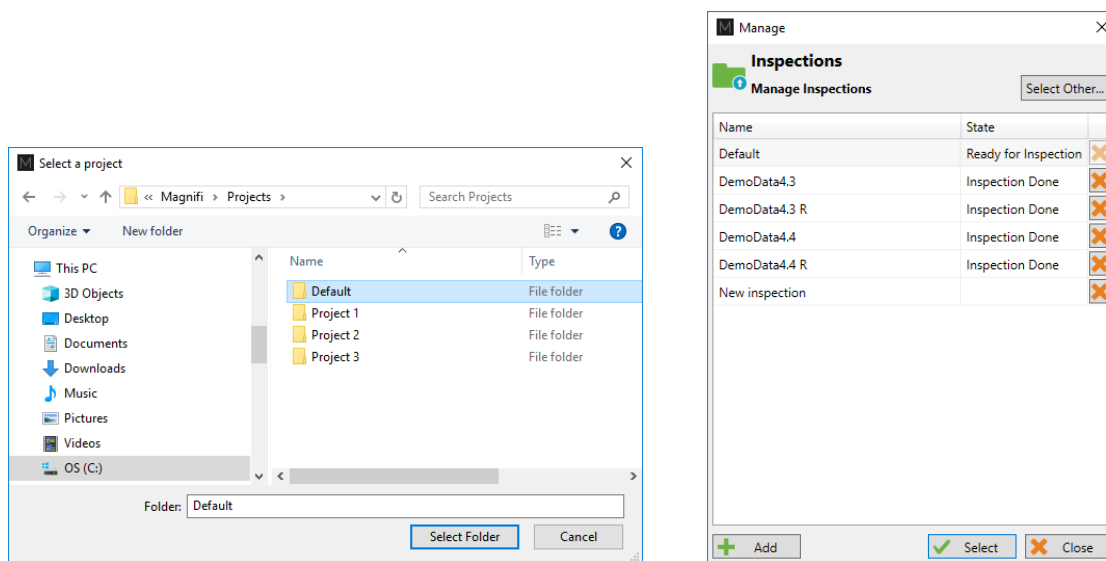 Select a project
« Magnifi › Projects ›
Search Projects
Organize
New folder
?
This PC
3D Objects
Desktop
Documents
Downloads
Music
Pictures
Videos
OS (C:)
Name
Type
Default
File folder
Project 1
File folder
Project 2
File folder
Project 3
File folder
Folder:
Default
Select Folder
Cancel
M Manage
Inspections
Manage Inspections
Select Other...
Name
State
Default
Ready for Inspection
DemoData4.3
Inspection Done
DemoData4.3 R
Inspection Done
DemoData4.4
Inspection Done
DemoData4.4 R
Inspection Done
New inspection
Add
Select
Close